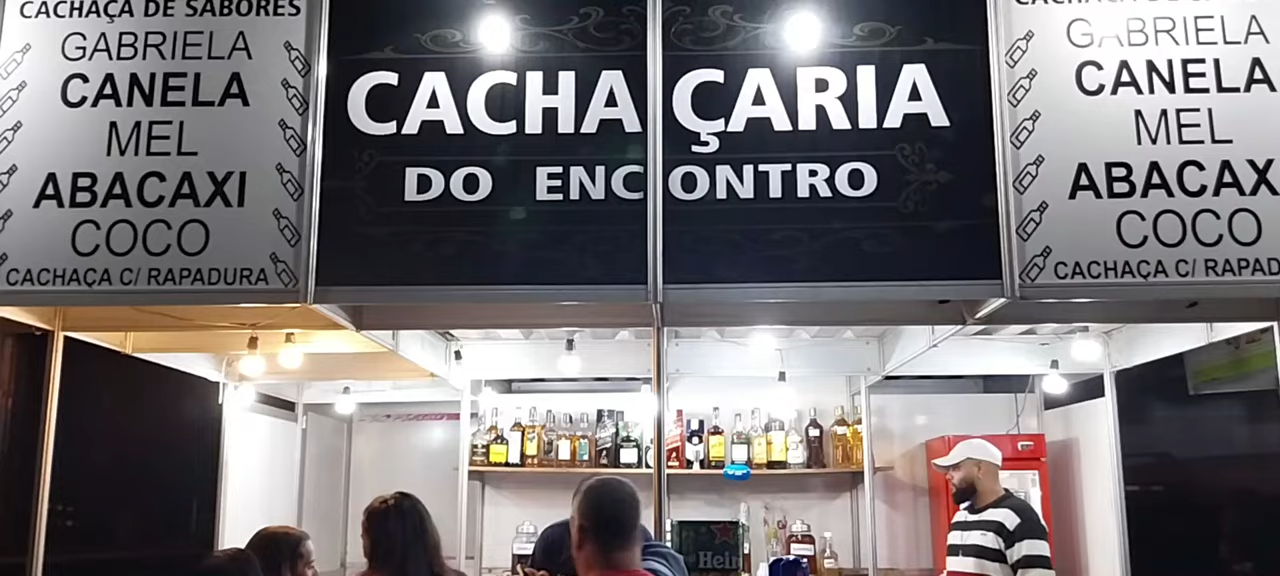 CACHAÇA DE SABORES
GABRIELA
CANELA
MEL
ABACAXI
COCO
CACHAÇA C/ RAPADURA
CACHAÇARIA
DO ENCONTRO
GABRIELA
CANELA
MEL
ABACAX
COCO
CACHAÇA C/ RAPAD
Hein